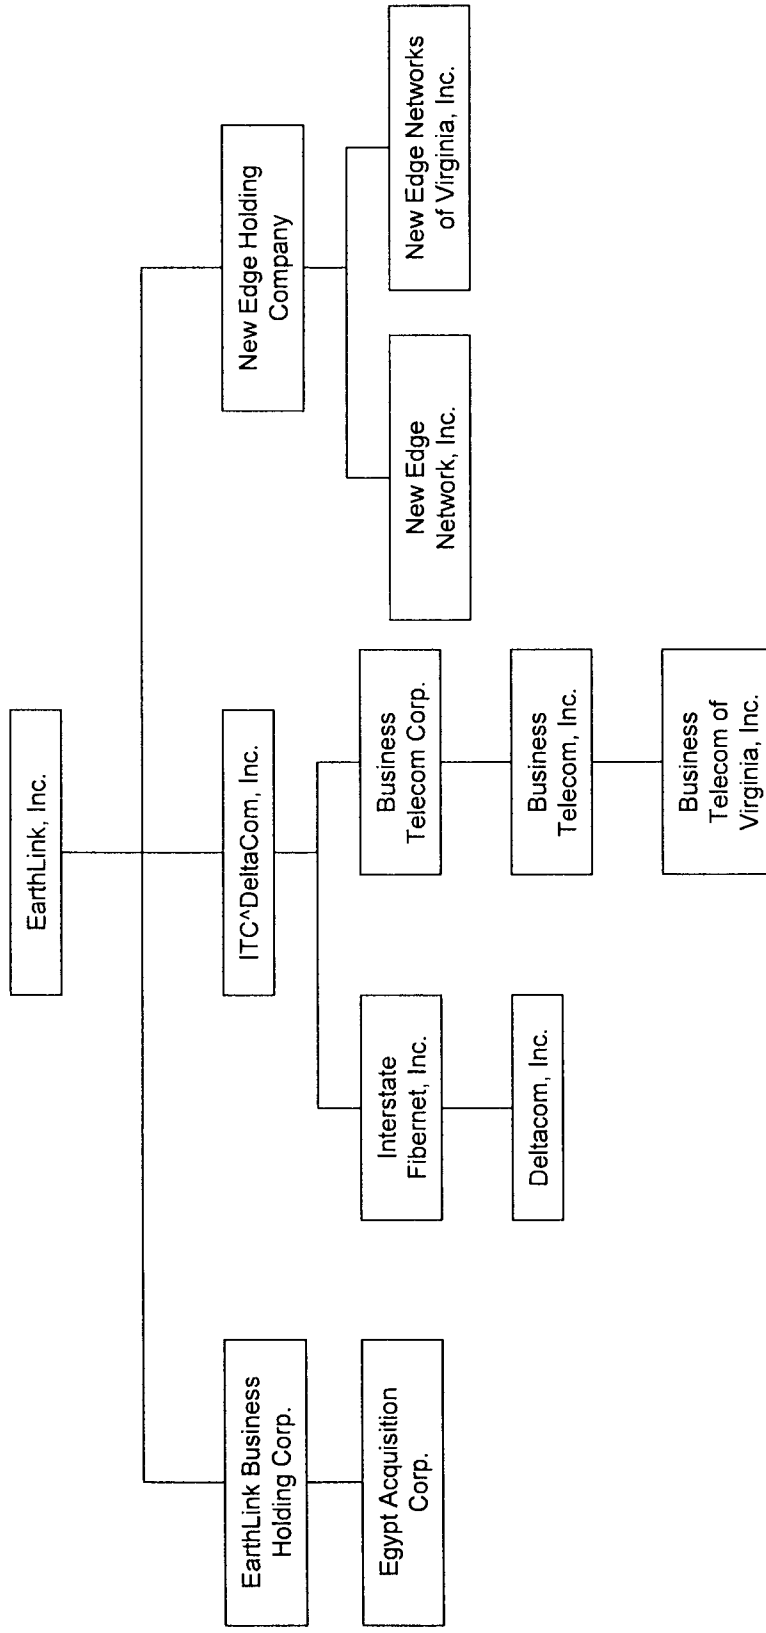 EarthLink, Inc.
EarthLink Business
Holding Corp.
ITC^DeltaCom, Inc.
New Edge Holding
Company
Egypt Acquisition
Corp.
Interstate
Fibernet, Inc.
Business
Telecom Corp.
New Edge
Network, Inc.
New Edge Networks
of Virginia, Inc.
Deltacom, Inc.
Business
Telecom, Inc.
Business
Telecom of
Virginia, Inc.